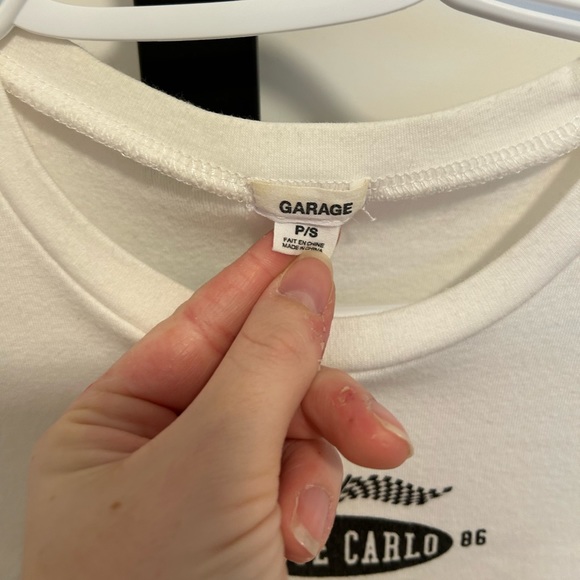 GARAGE
P/S
FAIT EN CHINE
MADE IN CHINA
E CARLO 86